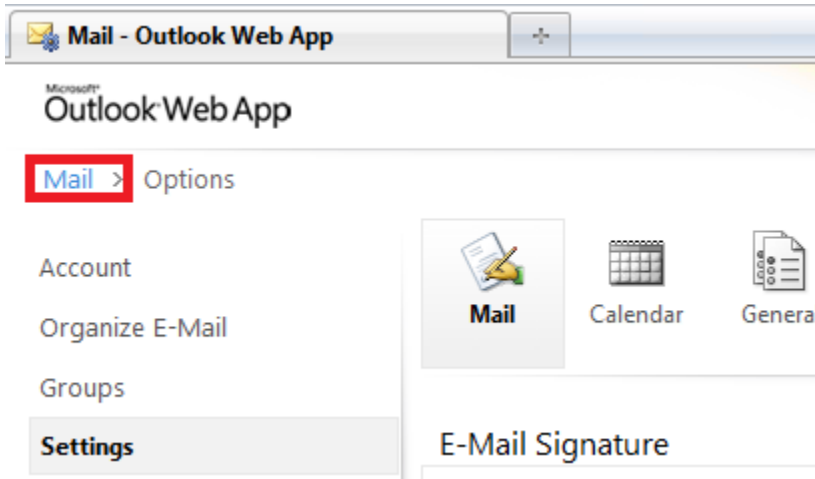 Mail - Outlook Web App
Microsoft®
Outlook Web App
Mail > Options
Account
Organize E-Mail
Groups
Settings
Mail
Calendar
Genera
E-Mail Signature